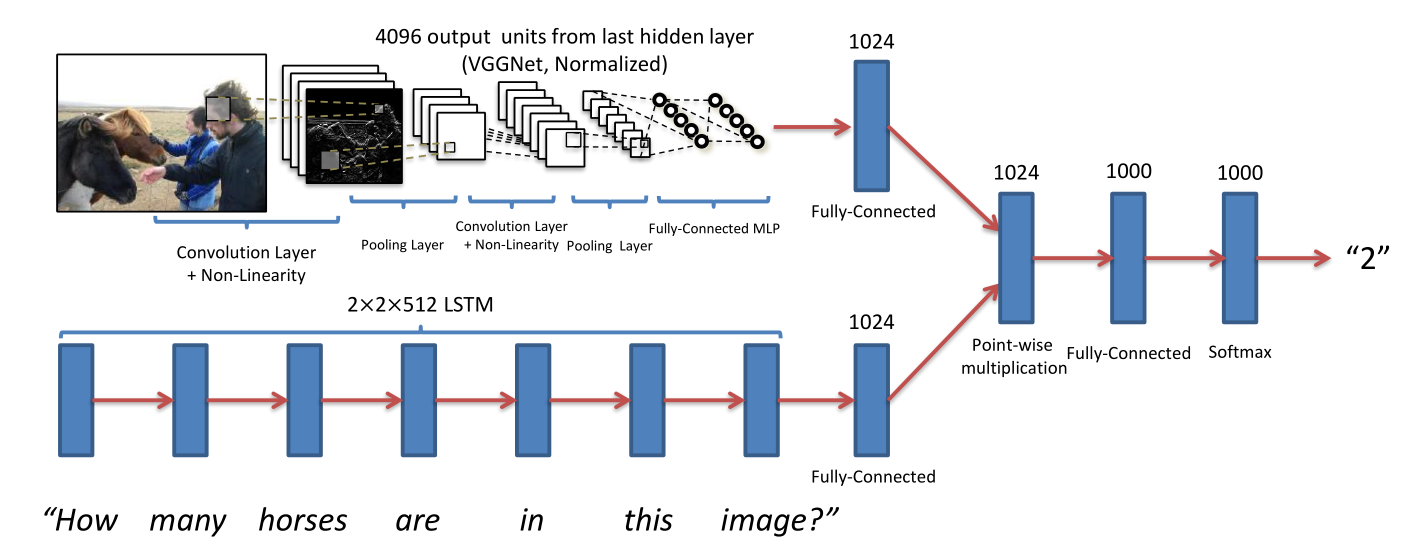 4096 output units from last hidden layer
(VGGNet, Normalized)
1024
Fully-Connected
Convolution Layer
+ Non-Linearity
Pooling Layer
Convolution Layer
+ Non-Linearity
Pooling Layer
Fully-Connected MLP
2×2×512 LSTM
1024
Fully-Connected
1024
Point-wise
multiplication
1000
Fully-Connected
1000
Softmax
“2”
“How many horses are in this image?”